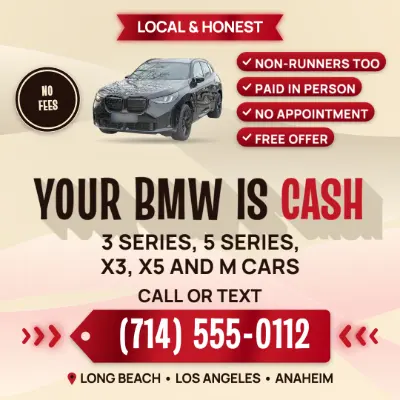 LOCAL & HONEST
NO
FEES
NON-RUNNERS TOO
PAID IN PERSON
NO APPOINTMENT
FREE OFFER
YOUR BMW IS CASH
3 SERIES, 5 SERIES,
X3, X5 AND M CARS
CALL OR TEXT
(714) 555-0112
LONG BEACH • LOS ANGELES • ANAHEIM